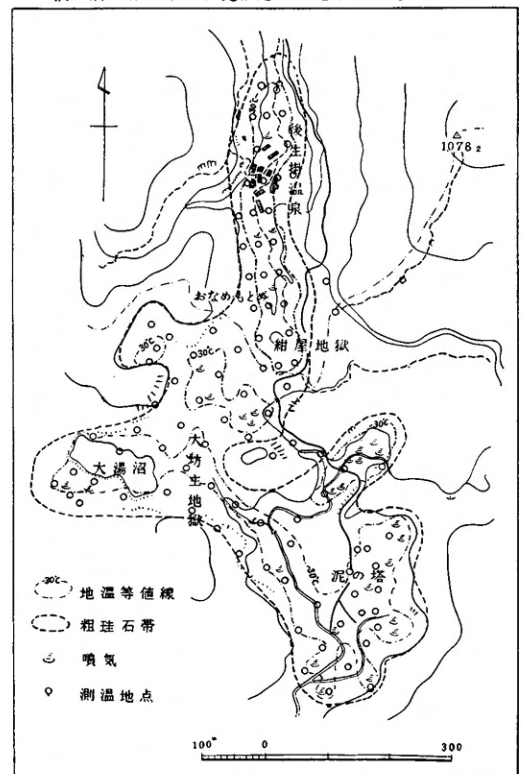 後生掛温泉
30℃
1078.2
おなめもとめ
30℃
30℃
紺屋地獄
30℃
大湯沼
大坊主地獄
30℃
泥の塔
30℃ 地温等値線
粗珪石帯
噴気
測温地点
100m 0 300